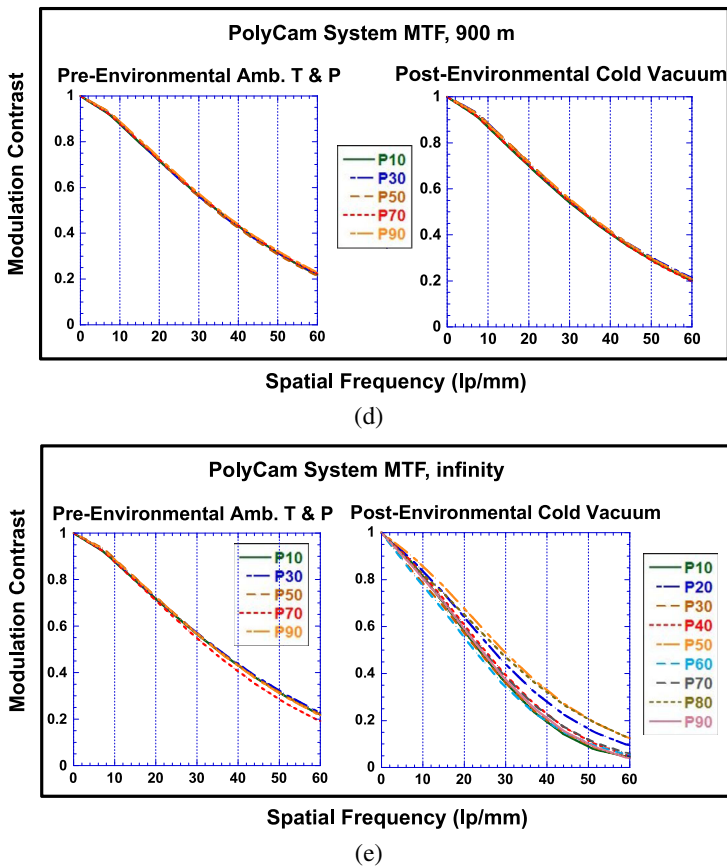 PolyCam System MTF, 900 m
Pre-Environmental Amb. T & P
Post-Environmental Cold Vacuum
Modulation Contrast
1
0.8
0.6
0.4
0.2
0
0 10 20 30 40 50 60
P10
P30
P50
P70
P90
1
0.8
0.6
0.4
0.2
0
0 10 20 30 40 50 60
Spatial Frequency (lp/mm)
(d)
PolyCam System MTF, infinity
Pre-Environmental Amb. T & P
Post-Environmental Cold Vacuum
Modulation Contrast
1
0.8
0.6
0.4
0.2
0
0 10 20 30 40 50 60
P10
P30
P50
P70
P90
1
0.8
0.6
0.4
0.2
0
0 10 20 30 40 50 60
P10
P20
P30
P40
P50
P60
P70
P80
P90
Spatial Frequency (lp/mm)
(e)